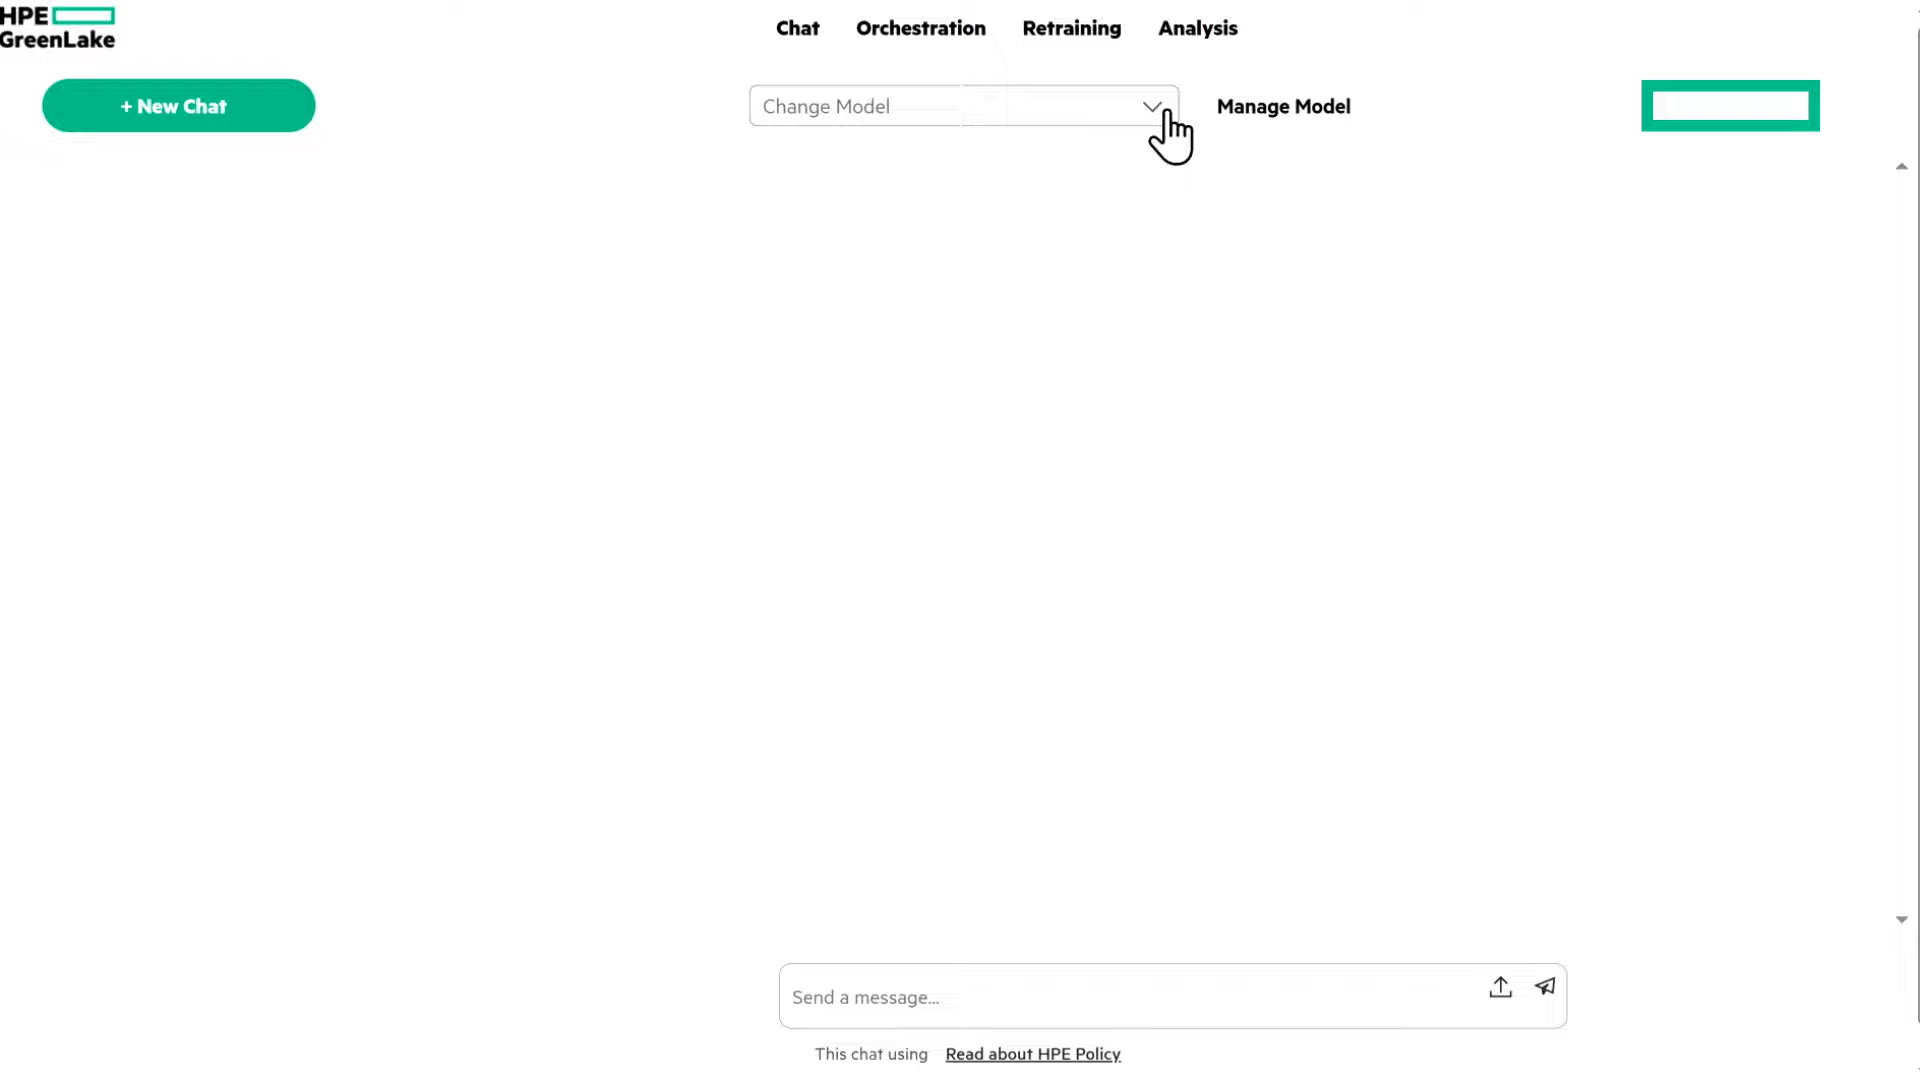 HPE
GreenLake
Chat Orchestration Retraining Analysis
+ New Chat
Change Model
Manage Model
Send a message...
This chat using Read about HPE Policy